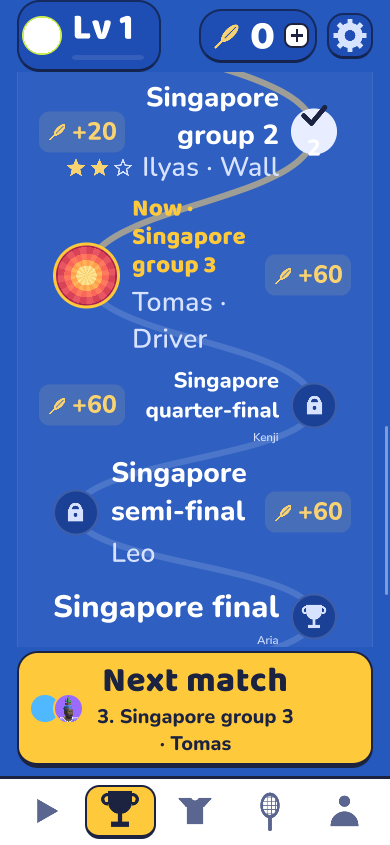 Lv 1
0
Singapore
group 2
+20
2
Ilyas · Wall
Now ·
Singapore
group 3
+60
Tomas ·
Driver
Singapore
quarter-final
+60
Kenji
Singapore
semi-final
+60
Leo
Singapore final
Aria
Next match
3. Singapore group 3
· Tomas